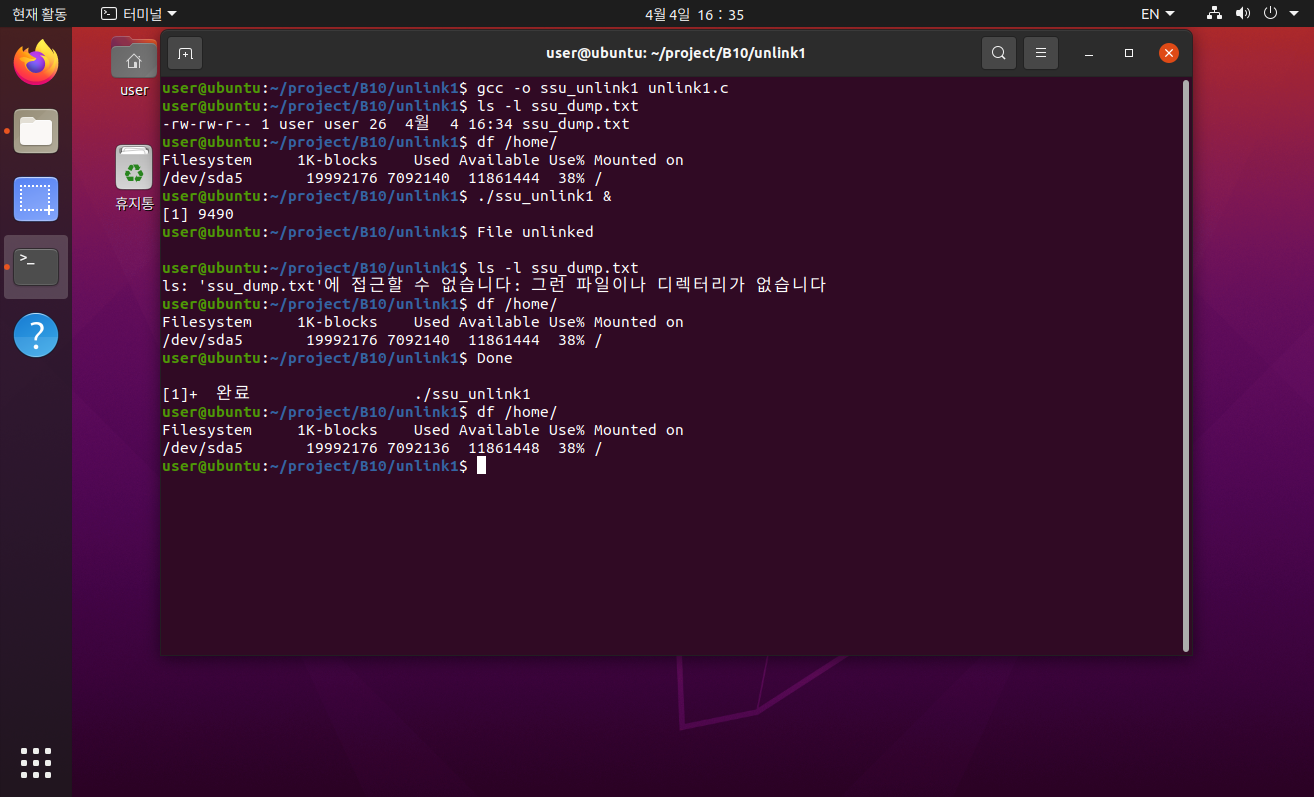 현재 활동 터미널 4월 4일 16 : 35 EN
user@ubuntu: ~/project/B10/unlink1
user
휴지통
user@ubuntu:~/project/B10/unlink1$ gcc -o ssu_unlink1 unlink1.c
user@ubuntu:~/project/B10/unlink1$ ls -l ssu_dump.txt
-rw-rw-r-- 1 user user 26  4월  4 16:34 ssu_dump.txt
user@ubuntu:~/project/B10/unlink1$ df /home/
Filesystem     1K-blocks    Used Available Use% Mounted on
/dev/sda5       19992176 7092140  11861444  38% /
user@ubuntu:~/project/B10/unlink1$ ./ssu_unlink1 &
[1] 9490
user@ubuntu:~/project/B10/unlink1$ File unlinked
user@ubuntu:~/project/B10/unlink1$ ls -l ssu_dump.txt
ls: 'ssu_dump.txt'에 접근할 수 없습니다: 그런 파일이나 디렉터리가 없습니다
user@ubuntu:~/project/B10/unlink1$ df /home/
Filesystem     1K-blocks    Used Available Use% Mounted on
/dev/sda5       19992176 7092140  11861444  38% /
user@ubuntu:~/project/B10/unlink1$ Done
[1]+  완료                  ./ssu_unlink1
user@ubuntu:~/project/B10/unlink1$ df /home/
Filesystem     1K-blocks    Used Available Use% Mounted on
/dev/sda5       19992176 7092136  11861448  38% /
user@ubuntu:~/project/B10/unlink1$